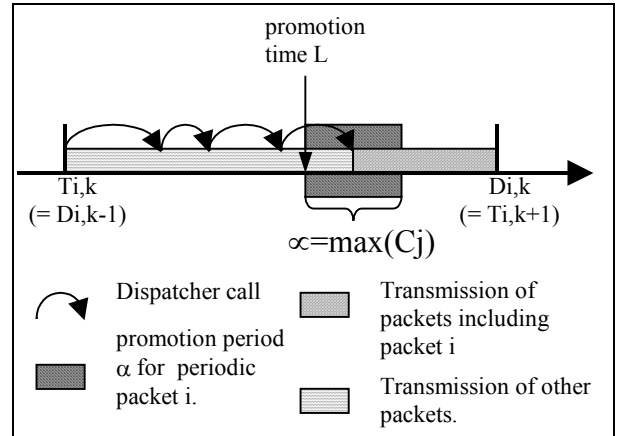 promotion
time L
Ti,k
(= Di,k-1)
Di,k
(= Ti,k+1)
∝=max(Cj)
Dispatcher call
promotion period
α for periodic
packet i.
Transmission of
packets including
packet i
Transmission of other
packets.